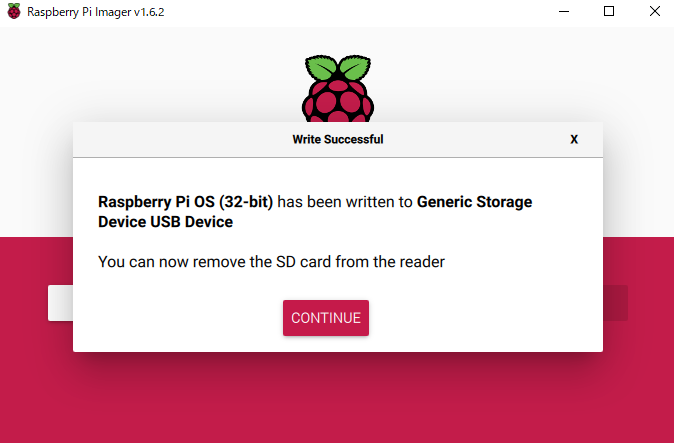 Raspberry Pi Imager v1.6.2
Write Successful
X
Raspberry Pi OS (32-bit) has been written to Generic Storage
Device USB Device
You can now remove the SD card from the reader
CONTINUE